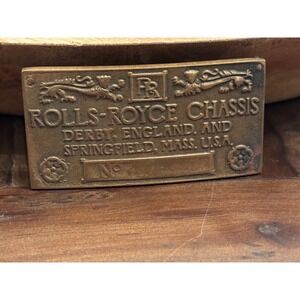 RR
ROLLS-ROYCE CHASSIS
DERBY, ENGLAND, AND
SPRINGFIELD, MASS. U.S.A.
No